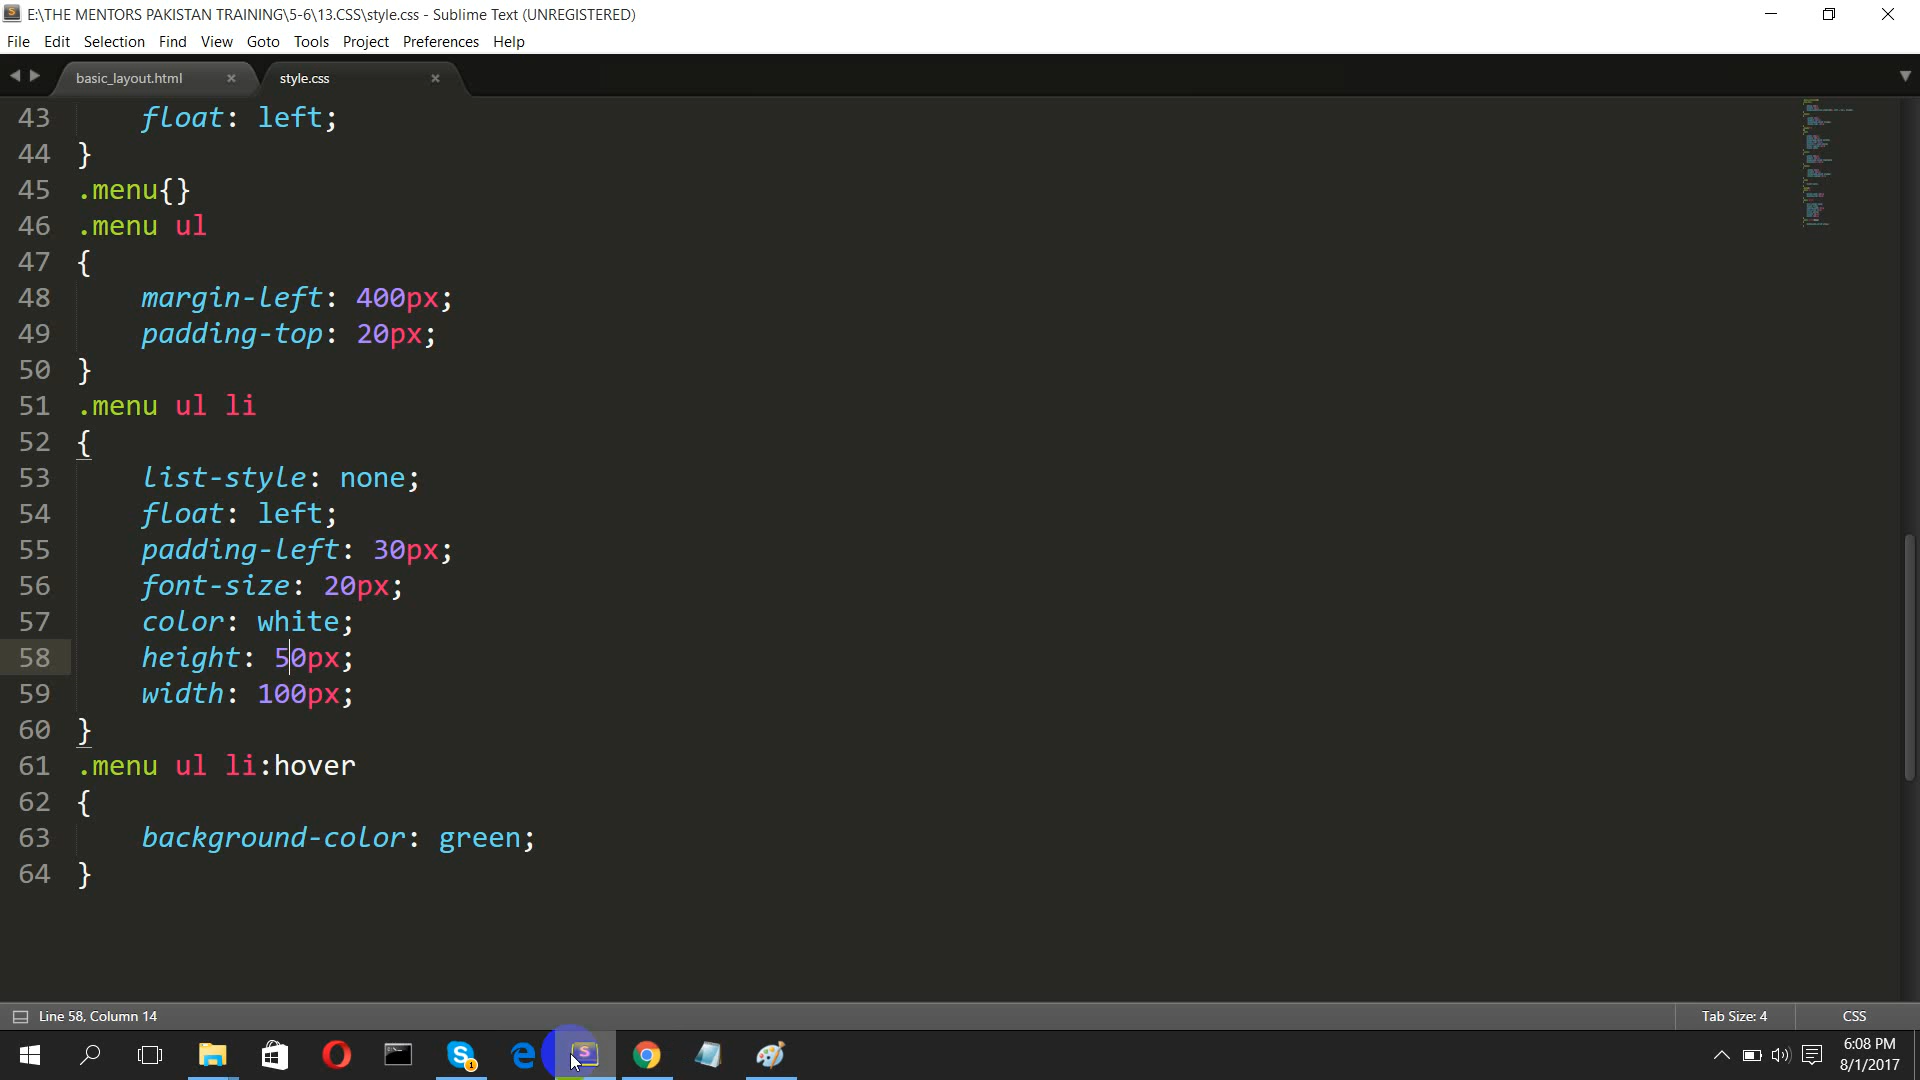 E:\THE MENTORS PAKISTAN TRAINING\5-6\13.CSS\style.css - Sublime Text (UNREGISTERED)
File Edit Selection Find View Goto Tools Project Preferences Help
basic_layout.html style.css
43 float: left;
44 }
45 .menu{}
46 .menu ul
47 {
48 margin-left: 400px;
49 padding-top: 20px;
50 }
51 .menu ul li
52 {
53 list-style: none;
54 float: left;
55 padding-left: 30px;
56 font-size: 20px;
57 color: white;
58 height: 50px;
59 width: 100px;
60 }
61 .menu ul li:hover
62 {
63 background-color: green;
64 }
Line 58, Column 14 Tab Size: 4 CSS
6:08 PM
8/1/2017